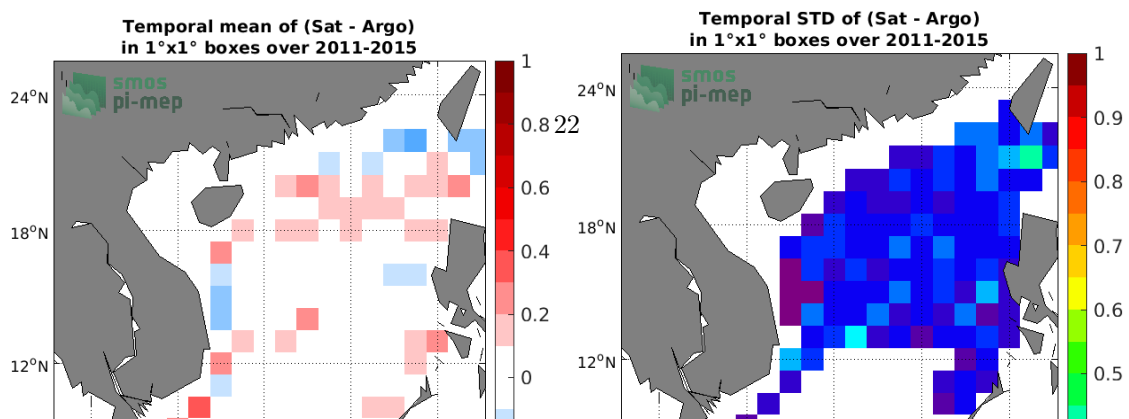 Temporal mean of (Sat - Argo)
in 1°x1° boxes over 2011-2015
smos
pi-mep
24°N
18°N
12°N
1
0.8
0.6
0.4
0.2
0
22
Temporal STD of (Sat - Argo)
in 1°x1° boxes over 2011-2015
smos
pi-mep
24°N
18°N
12°N
1
0.9
0.8
0.7
0.6
0.5